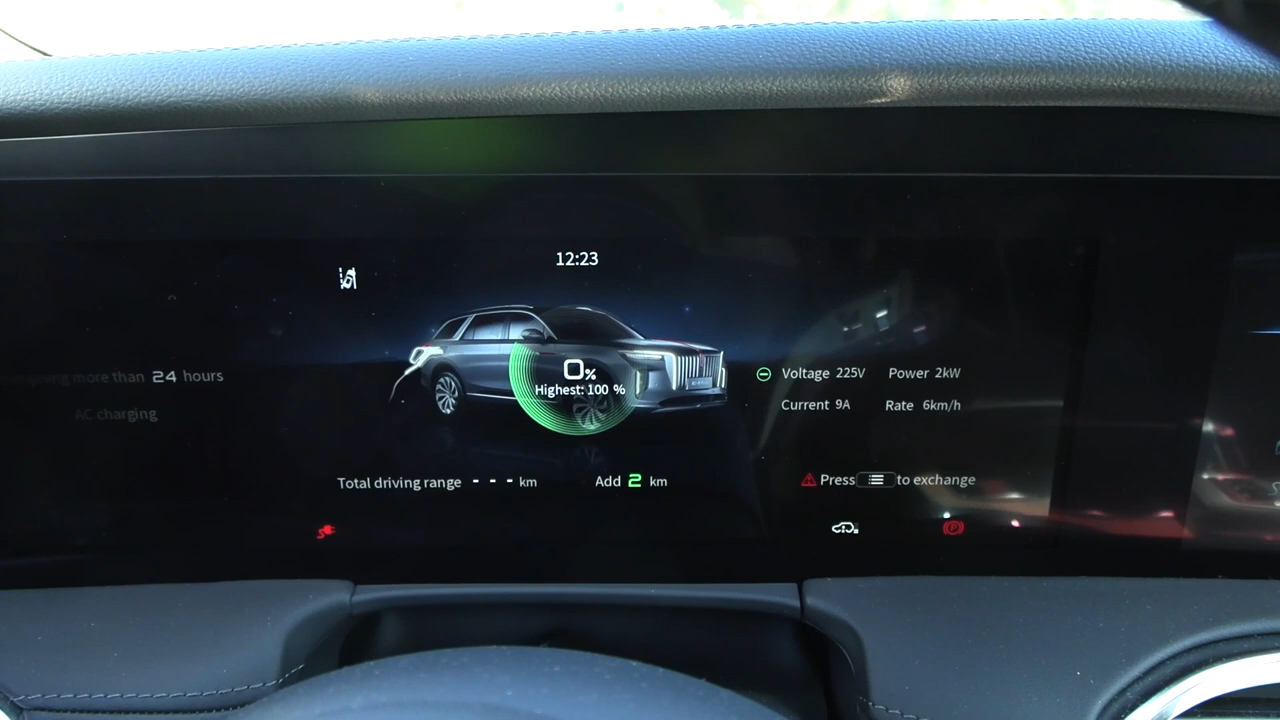 12:23
more than 24 hours
AC charging
0%
Highest: 100 %
Voltage 225V Power 2kW
Current 9A Rate 6km/h
Total driving range - - - km Add 2 km
Press to exchange